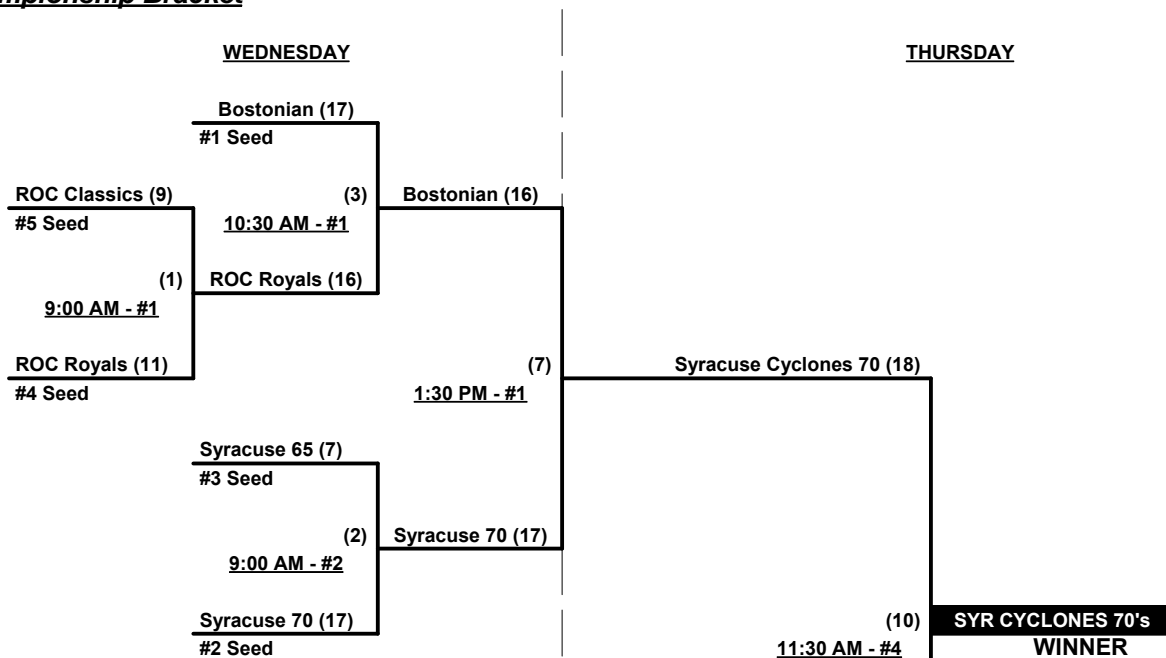 Championship Bracket
WEDNESDAY
THURSDAY
Bostonian (17)
#1 Seed
ROC Classics (9)
(3)
Bostonian (16)
#5 Seed
10:30 AM - #1
(1)
ROC Royals (16)
9:00 AM - #1
ROC Royals (11)
(7)
Syracuse Cyclones 70 (18)
#4 Seed
1:30 PM - #1
Syracuse 65 (7)
#3 Seed
(2)
Syracuse 70 (17)
9:00 AM - #2
Syracuse 70 (17)
(10)
SYR CYCLONES 70's
#2 Seed
11:30 AM - #4
WINNER